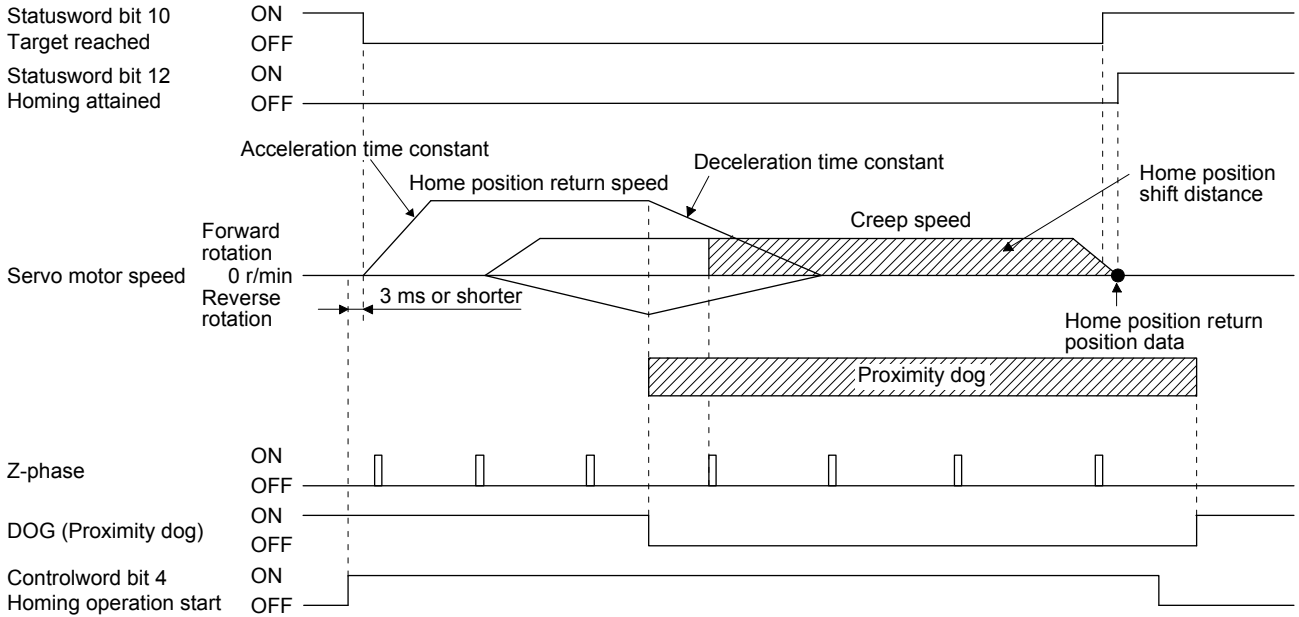 Statusword bit 10
Target reached
ON
OFF
Statusword bit 12
Homing attained
ON
OFF
Acceleration time constant
Home position return speed
Deceleration time constant
Home position
shift distance
Creep speed
Forward
rotation
Servo motor speed
0 r/min
Reverse
rotation
3 ms or shorter
Home position return
position data
Proximity dog
Z-phase
ON
OFF
DOG (Proximity dog)
ON
OFF
Controlword bit 4
Homing operation start
ON
OFF